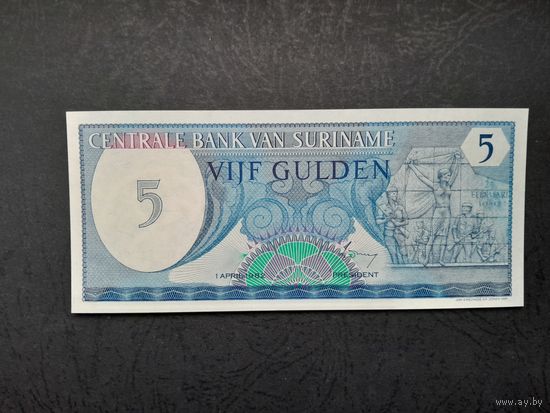 CENTRALE BANK VAN SURINAME
5
VIJF GULDEN
5
1 APRIL 1982
PRESIDENT
www.ay.by